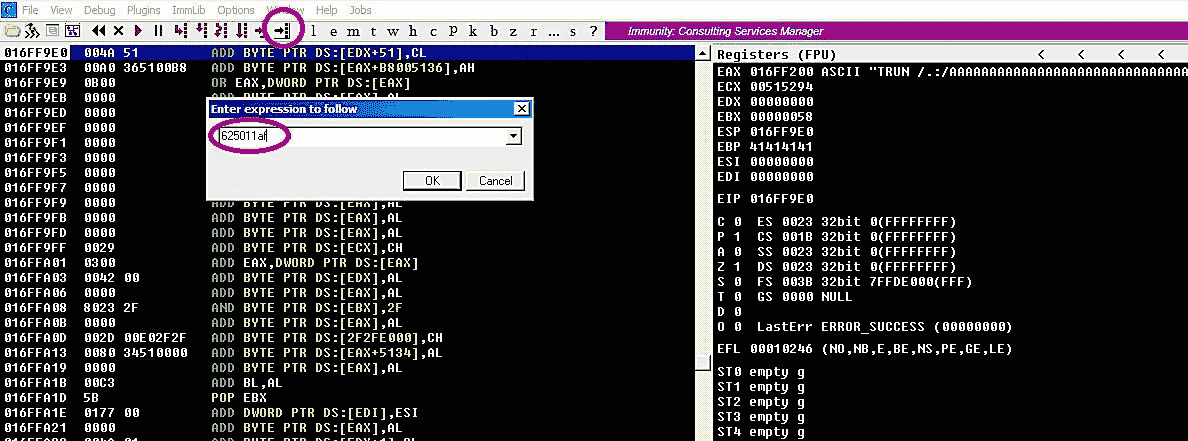 File View Debug Plugins ImmLib Options Window Help Jobs
l e m t w h c P k b z r ... s ?
Immunity: Consulting Services Manager
016FF9E0 004A 51 ADD BYTE PTR DS:[EDX+51],CL
016FF9E3 00A0 365100B8 ADD BYTE PTR DS:[EAX+B8005136],AH
016FF9E9 0B00 OR EAX,DWORD PTR DS:[EAX]
016FF9EB 0000 ADD BYTE PTR DS:[EAX],AL
016FF9ED 0000
016FF9EF 0000
016FF9F1 0000
016FF9F3 0000
016FF9F5 0000
016FF9F7 0000
016FF9F9 0000 ADD BYTE PTR DS:[EAX],AL
016FF9FB 0000 ADD BYTE PTR DS:[EAX],AL
016FF9FD 0000 ADD BYTE PTR DS:[EAX],AL
016FF9FF 0029 ADD BYTE PTR DS:[ECX],CH
016FFA01 0300 ADD EAX,DWORD PTR DS:[EAX]
016FFA03 0042 00 ADD BYTE PTR DS:[EDX],AL
016FFA06 0000 ADD BYTE PTR DS:[EAX],AL
016FFA08 8023 2F AND BYTE PTR DS:[EBX],2F
016FFA0B 0000 ADD BYTE PTR DS:[EAX],AL
016FFA0D 002D 00E02F2F ADD BYTE PTR DS:[2F2FE000],CH
016FFA13 0080 34510000 ADD BYTE PTR DS:[EAX+5134],AL
016FFA19 0000 ADD BYTE PTR DS:[EAX],AL
016FFA1B 00C3 ADD BL,AL
016FFA1D 5B POP EBX
016FFA1E 0177 00 ADD DWORD PTR DS:[EDI],ESI
016FFA21 0000 ADD BYTE PTR DS:[EAX],AL
Enter expression to follow
625011af
OK Cancel
Registers (FPU) < < < <
EAX 016FF200 ASCII "TRUN /.:/AAAAAAAAAAAAAAAAAAAAAAAAAAAAAAAA
ECX 00515294
EDX 00000000
EBX 00000058
ESP 016FF9E0
EBP 41414141
ESI 00000000
EDI 00000000
EIP 016FF9E0
C 0 ES 0023 32bit 0(FFFFFFFF)
P 1 CS 001B 32bit 0(FFFFFFFF)
A 0 SS 0023 32bit 0(FFFFFFFF)
Z 1 DS 0023 32bit 0(FFFFFFFF)
S 0 FS 003B 32bit 7FFDE000(FFF)
T 0 GS 0000 NULL
D 0
O 0 LastErr ERROR_SUCCESS (00000000)
EFL 00010246 (NO,NB,E,BE,NS,PE,GE,LE)
ST0 empty g
ST1 empty g
ST2 empty g
ST3 empty g
ST4 empty g